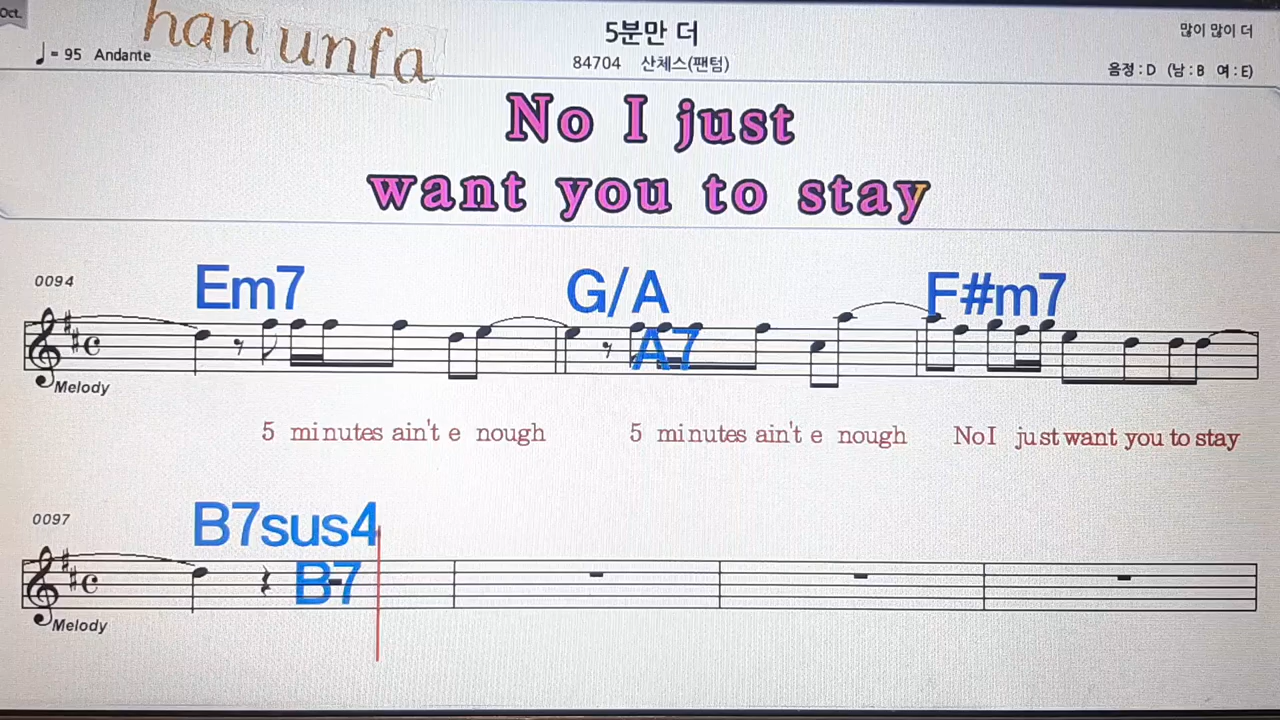 Oct.
han unfa
♩= 95 Andante
5분만 더
84704 산체스(팬텀)
많이 많이 더
음정 : D (남 : B 여 : E)
No I just
want you to stay
0094
Em7 G/A F#m7
A7
Melody
5 minutes ain't e nough 5 minutes ain't e nough No I just want you to stay
0097
B7sus4
B7
Melody